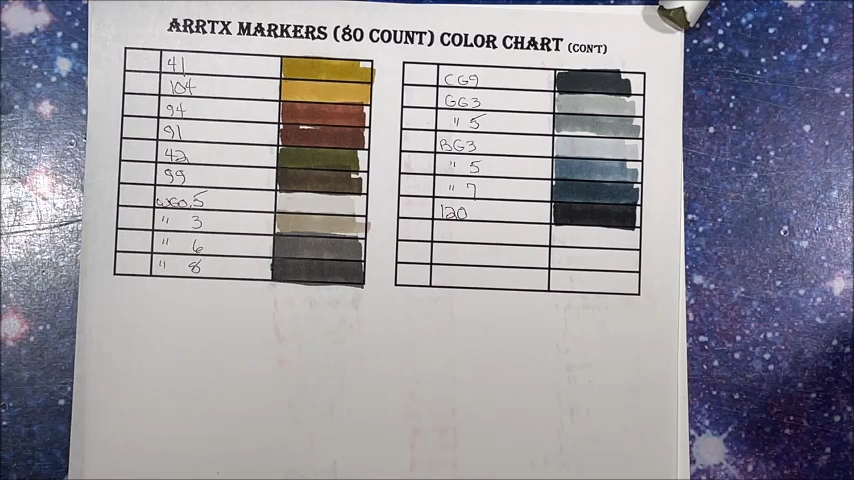 ARRTX MARKERS (80 COUNT) COLOR CHART (CON'T)
41
104
94
91
42
99
WG0.5
" 3
" 6
" 8
CG9
GG3
" 5
BG3
" 5
" 7
120